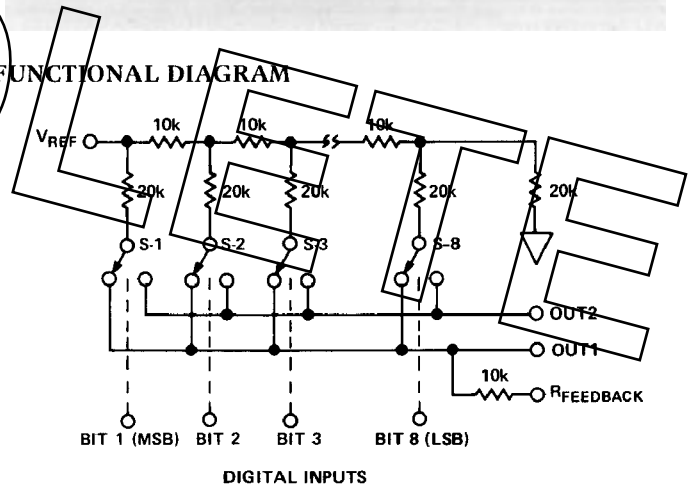 FUNCTIONAL DIAGRAM
10k 10k 10k
VREF
20k 20k 20k 20k 20k
S-1 S-2 S-3 S-8
OUT2
OUT1
10k
RFEEDBACK
BIT 1 (MSB) BIT 2 BIT 3 BIT 8 (LSB)
DIGITAL INPUTS